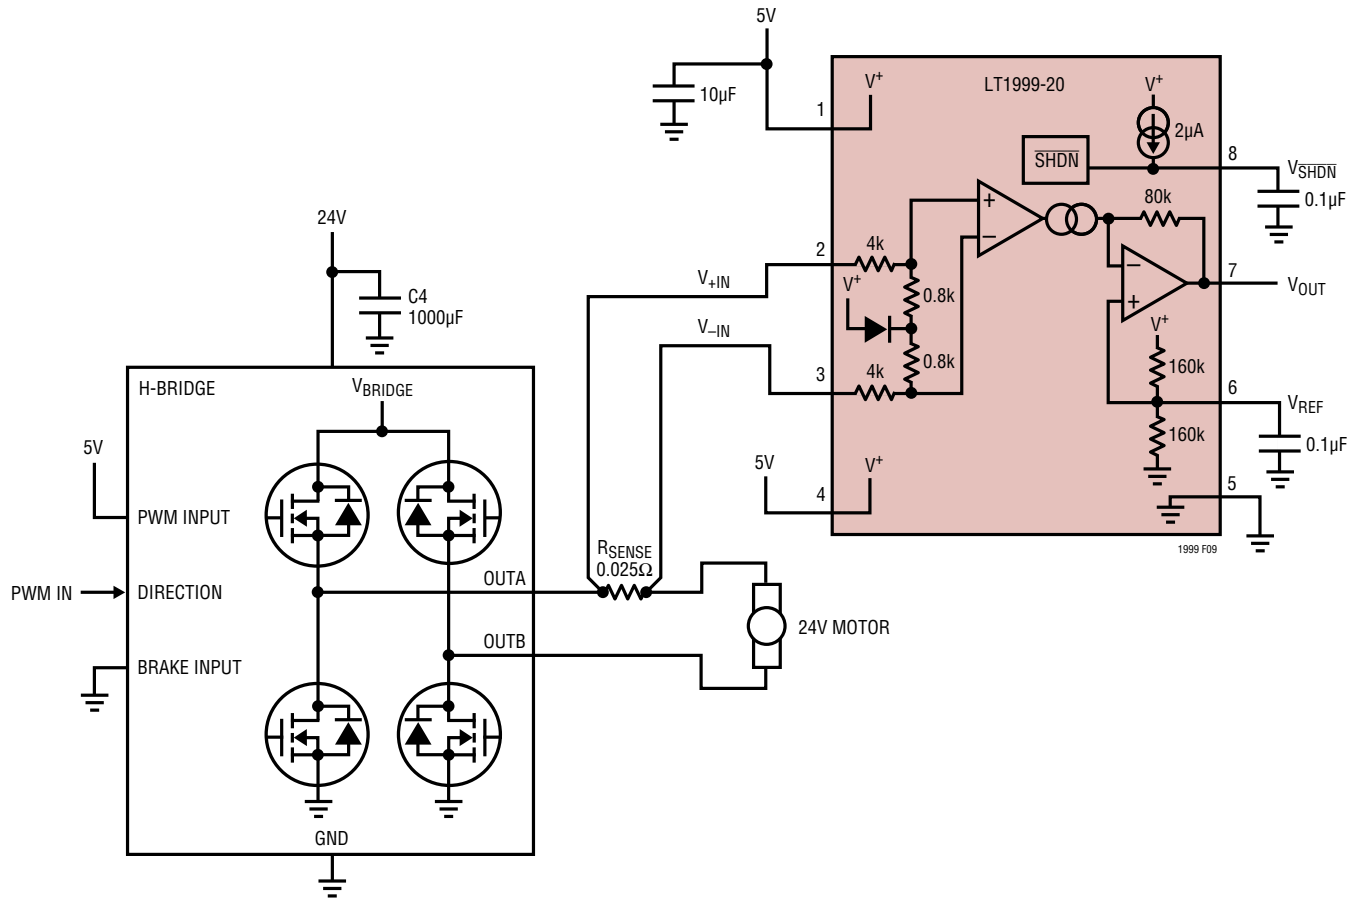 5V
10µF
1
V+
LT1999-20
V+
2µA
SHDN
8
VSHDN
0.1µF
80k
24V
C4
1000µF
V+IN
2
4k
V+
0.8k
7
VOUT
V–IN
3
4k
0.8k
V+
160k
6
VREF
160k
0.1µF
5V
4
V+
5
1999 F09
H-BRIDGE
VBRIDGE
5V
PWM INPUT
RSENSE
0.025Ω
PWM IN
DIRECTION
OUTA
24V MOTOR
BRAKE INPUT
OUTB
GND
+
−
−
+